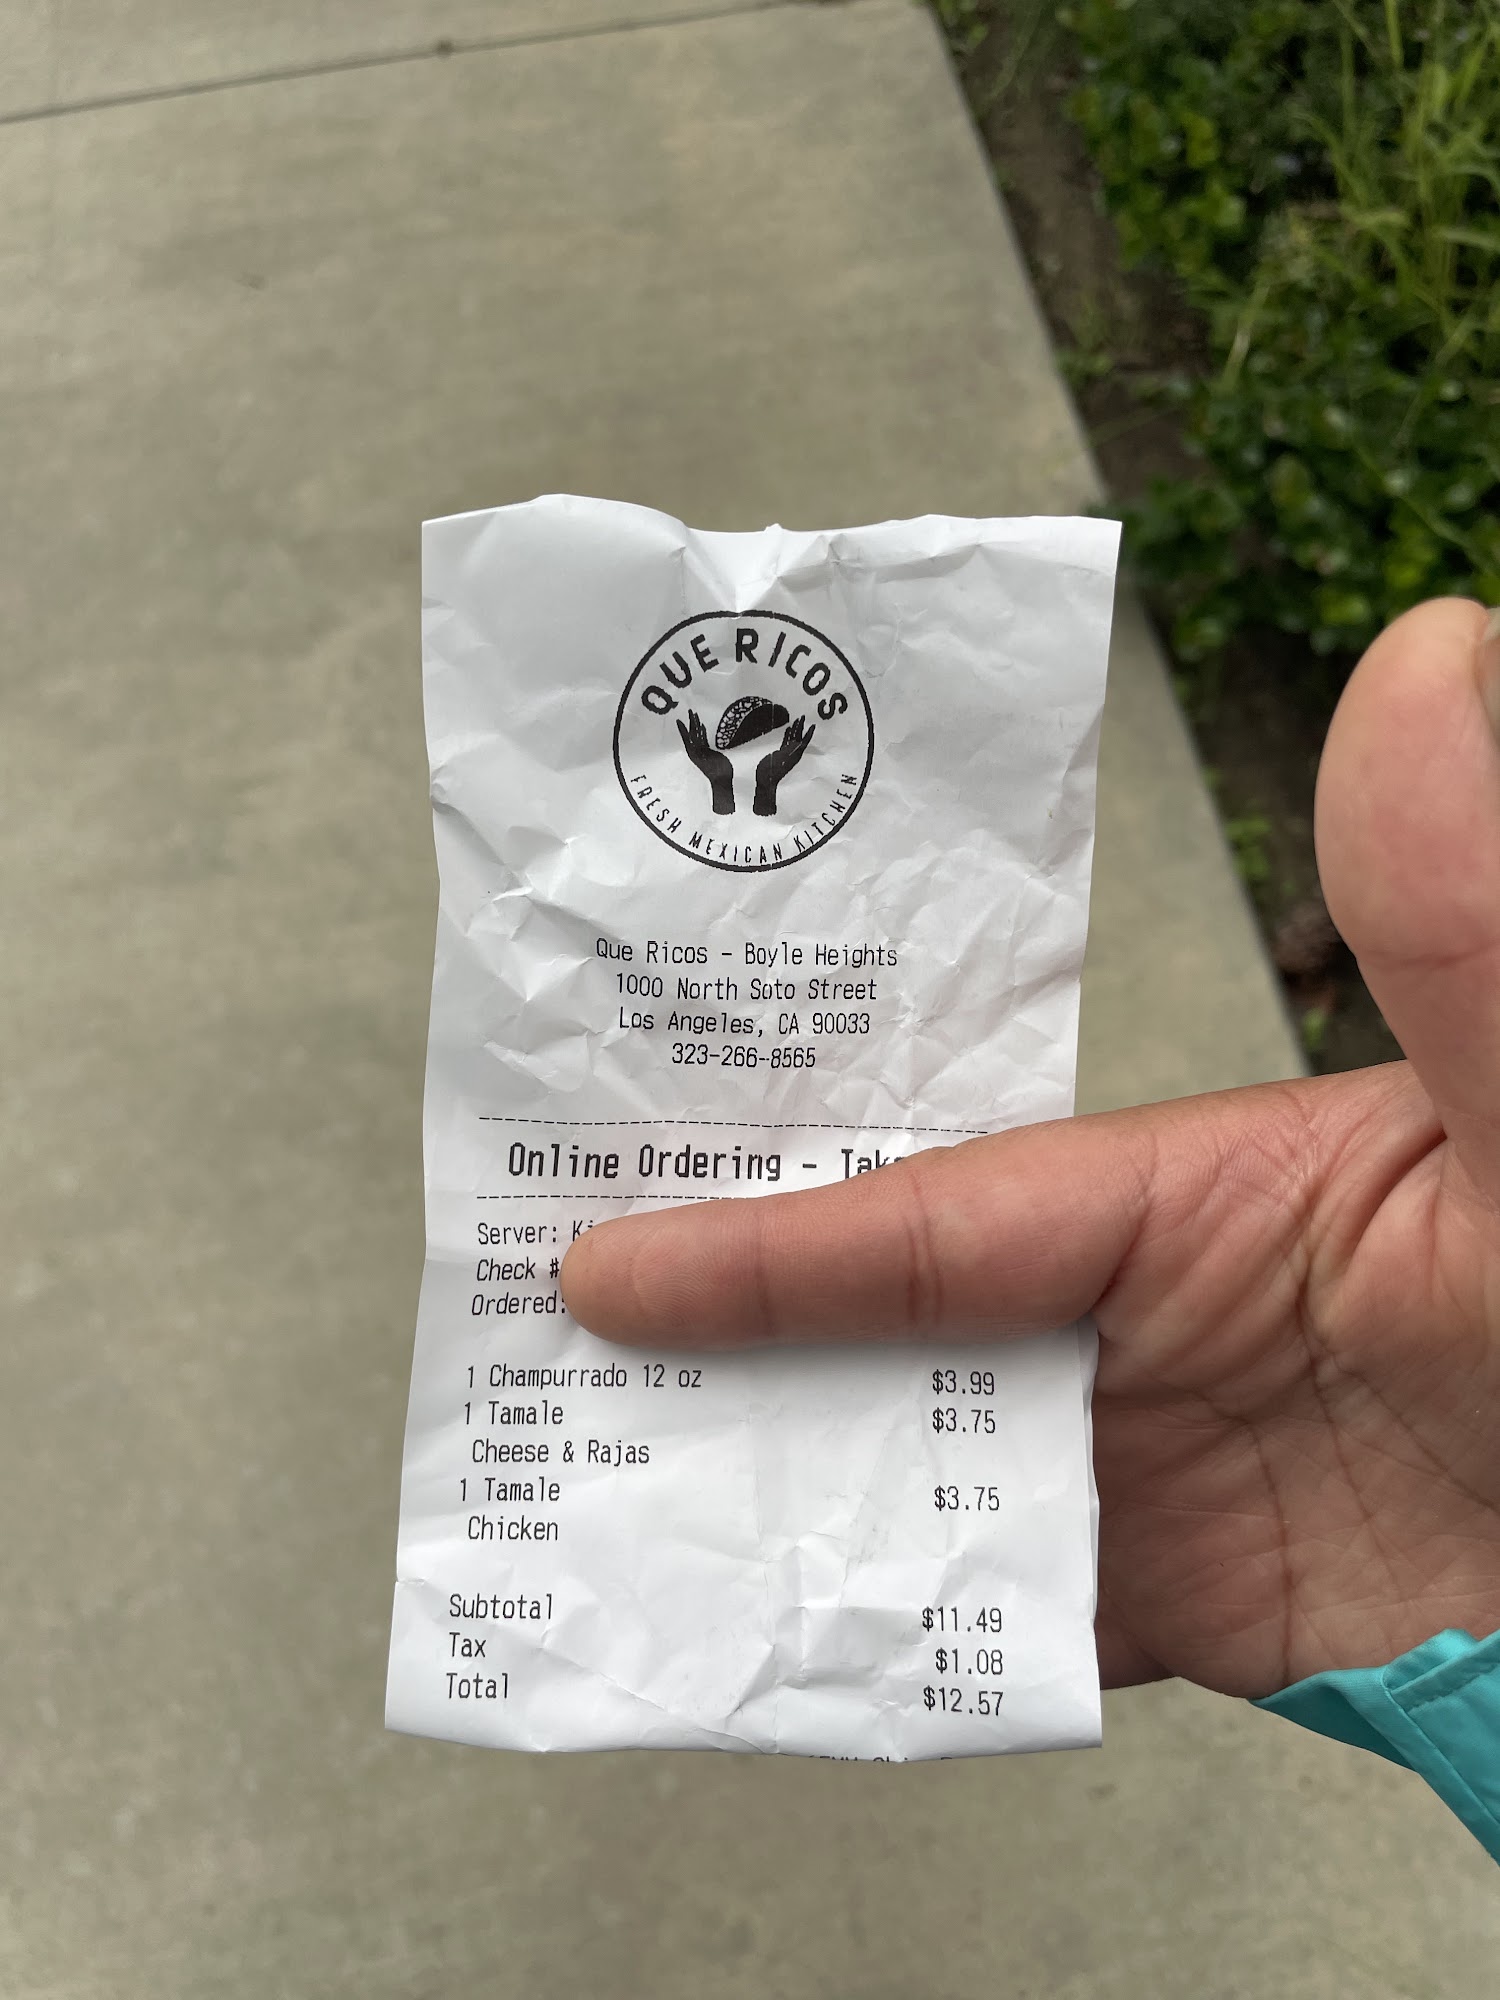 QUE RICOS
FRESH MEXICAN KITCHEN
Que Ricos - Boyle Heights
1000 North Soto Street
Los Angeles, CA 90033
323-266-8565
Online Ordering -
Server:
Check #
Ordered:
1 Champurrado 12 oz $3.99
1 Tamale $3.75
Cheese & Rajas
1 Tamale $3.75
Chicken
Subtotal $11.49
Tax $1.08
Total $12.57